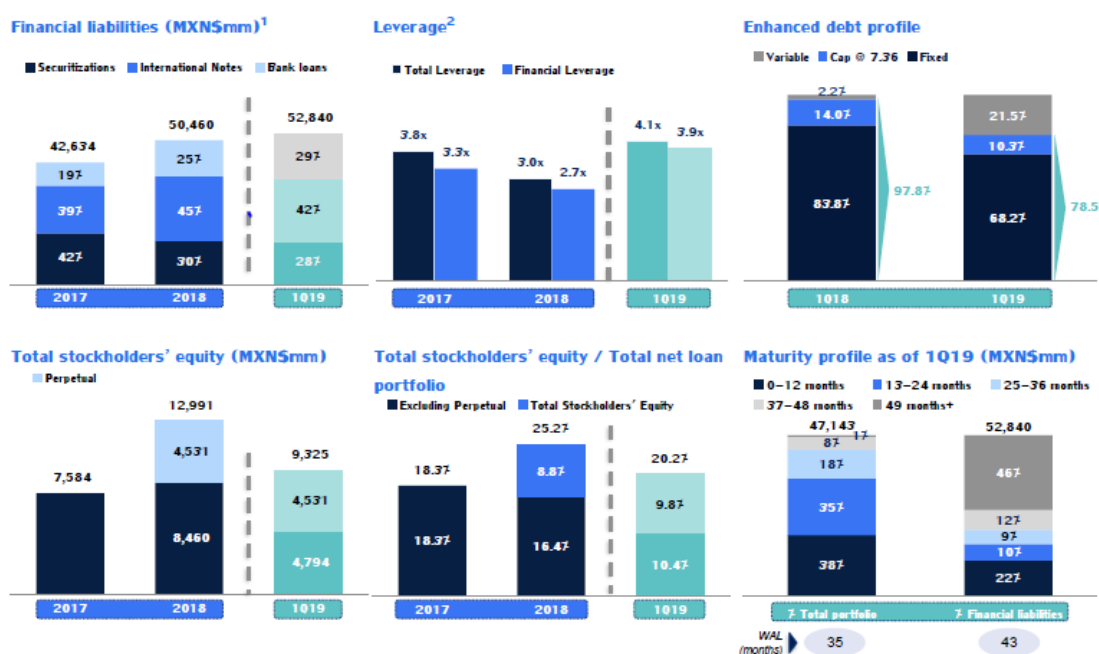 Financial liabilities (MXN$mm)1
Securitizations International Notes Bank loans
42,634
19%
39%
42%
50,460
25%
45%
30%
52,840
29%
42%
28%
2017 2018 1Q19
Leverage2
Total Leverage Financial Leverage
3.8x
3.3x
3.0x
2.7x
4.1x
3.9x
2017 2018 1Q19
Enhanced debt profile
Variable Cap @ 7.36 Fixed
2.2%
14.0%
83.8%
97.8%
21.5%
10.3%
68.2%
78.5
1Q18 1Q19
Total stockholders' equity (MXN$mm)
Perpetual
7,584
12,991
4,531
8,460
9,325
4,531
4,794
2017 2018 1Q19
Total stockholders' equity / Total net loan
portfolio
Excluding Perpetual Total Stockholders' Equity
18.3%
18.3%
25.2%
8.8%
16.4%
20.2%
9.8%
10.4%
2017 2018 1Q19
Maturity profile as of 1Q19 (MXN$mm)
0–12 months 13–24 months 25–36 months
37–48 months 49 months+
47,143
1%
8%
18%
35%
38%
52,840
46%
12%
9%
10%
22%
% Total portfolio % Financial liabilities
WAL
(months)
35 43